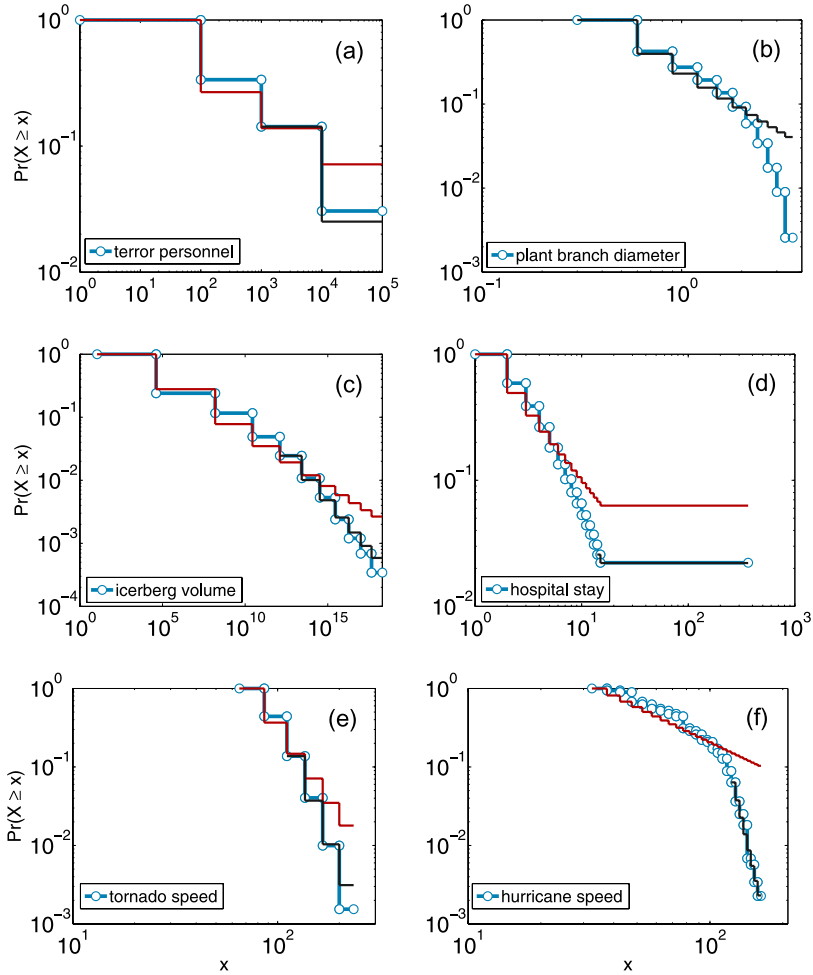 (a)
10^0
10^-1
10^-2
Pr(X ≥ x)
terror personnel
10^0 10^1 10^2 10^3 10^4 10^5
(b)
10^0
10^-1
10^-2
10^-3
plant branch diameter
10^-1 10^0
(c)
10^0
10^-1
10^-2
10^-3
10^-4
Pr(X ≥ x)
icerberg volume
10^0 10^5 10^10 10^15
(d)
10^0
10^-1
10^-2
hospital stay
10^0 10^1 10^2 10^3
(e)
10^0
10^-1
10^-2
10^-3
Pr(X ≥ x)
tornado speed
10^1 10^2
x
(f)
10^0
10^-1
10^-2
10^-3
hurricane speed
10^1 10^2
x